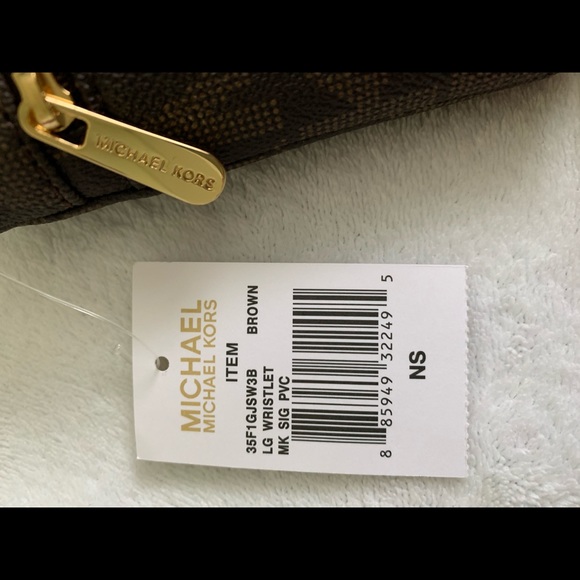 MICHAEL KORS
MICHAEL
MICHAEL KORS
ITEM
35F1GJSW3B BROWN
LG WRISTLET
MK SIG PVC
8 85949 32249 5
NS